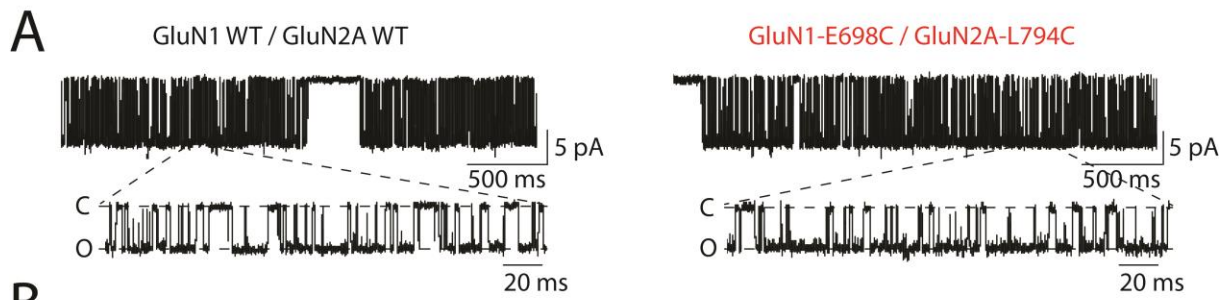 A
GluN1 WT / GluN2A WT
GluN1-E698C / GluN2A-L794C
5 pA
500 ms
5 pA
500 ms
C
O
20 ms
C
O
20 ms